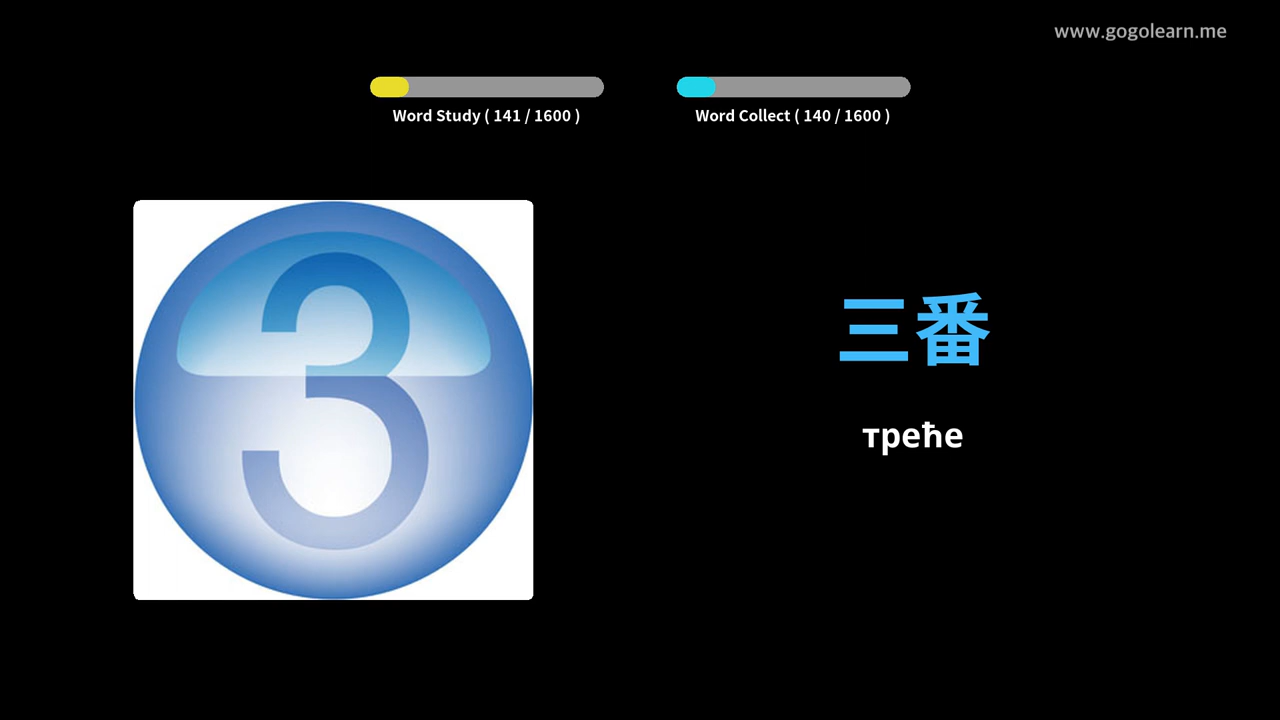 www.gogolearn.me
Word Study ( 141 / 1600 )
Word Collect ( 140 / 1600 )
3
三番
треће